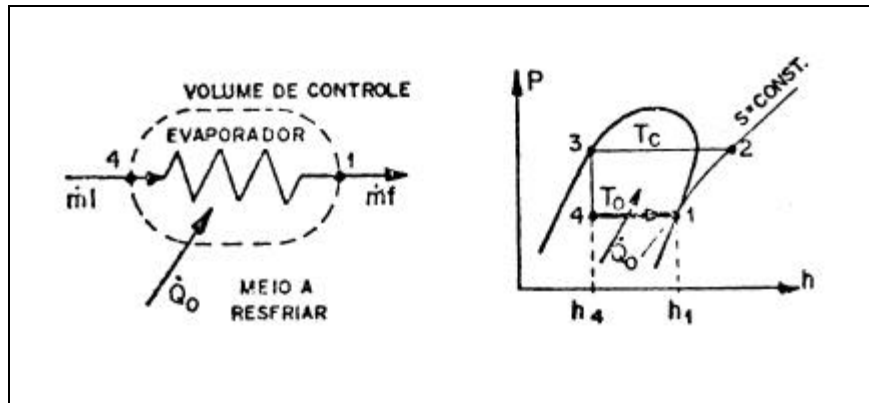 VOLUME DE CONTROLE
EVAPORADOR
4
1
ṁl
ṁf
Q̇o
MEIO A
RESFRIAR
P
S=CONST.
3
Tc
2
To
4
1
Q̇o
h
h4
h1